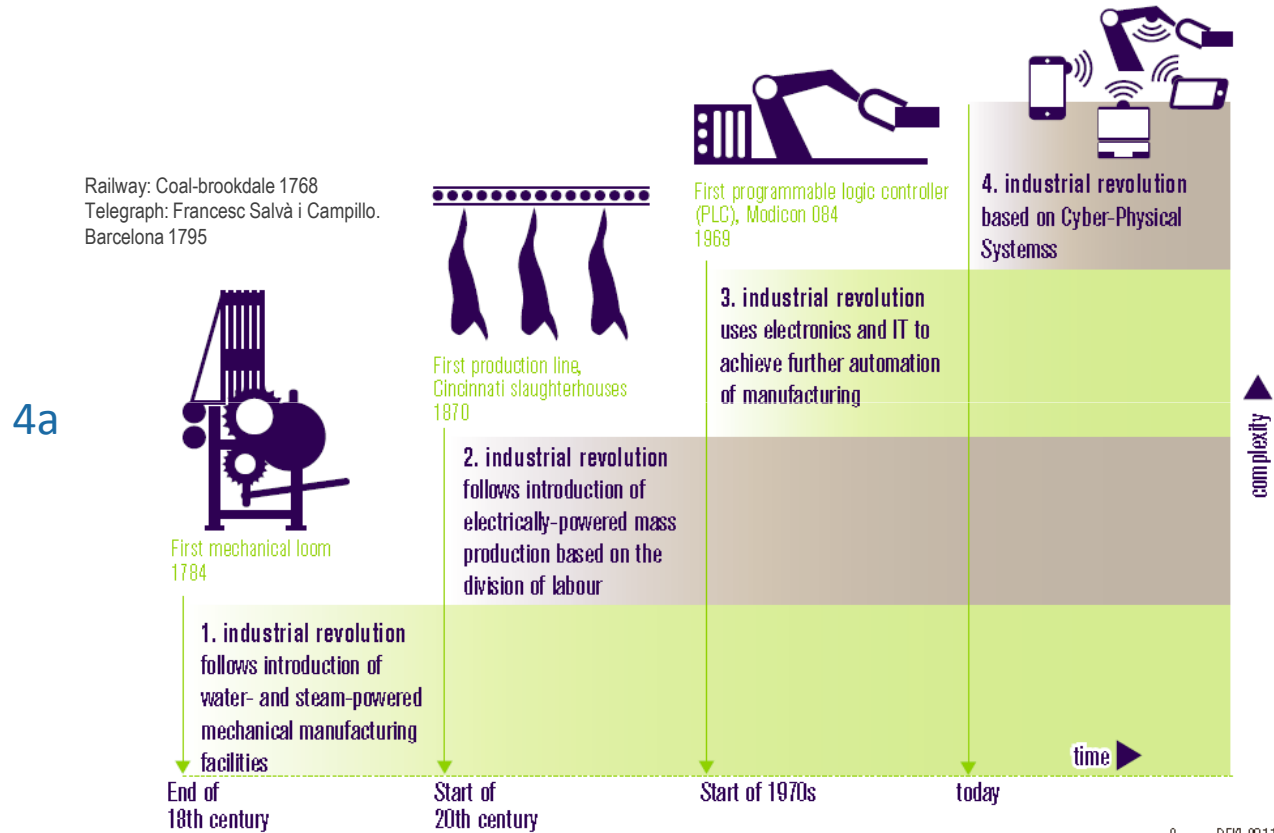 Railway: Coal-brookdale 1768
Telegraph: Francesc Salvà i Campillo.
Barcelona 1795
4a
First mechanical loom
1784
First production line,
Cincinnati slaughterhouses
1870
First programmable logic controller
(PLC), Modicon 084
1969
4. industrial revolution
based on Cyber-Physical
Systemss
3. industrial revolution
uses electronics and IT to
achieve further automation
of manufacturing
2. industrial revolution
follows introduction of
electrically-powered mass
production based on the
division of labour
1. industrial revolution
follows introduction of
water- and steam-powered
mechanical manufacturing
facilities
complexity
time
End of
18th century
Start of
20th century
Start of 1970s
today